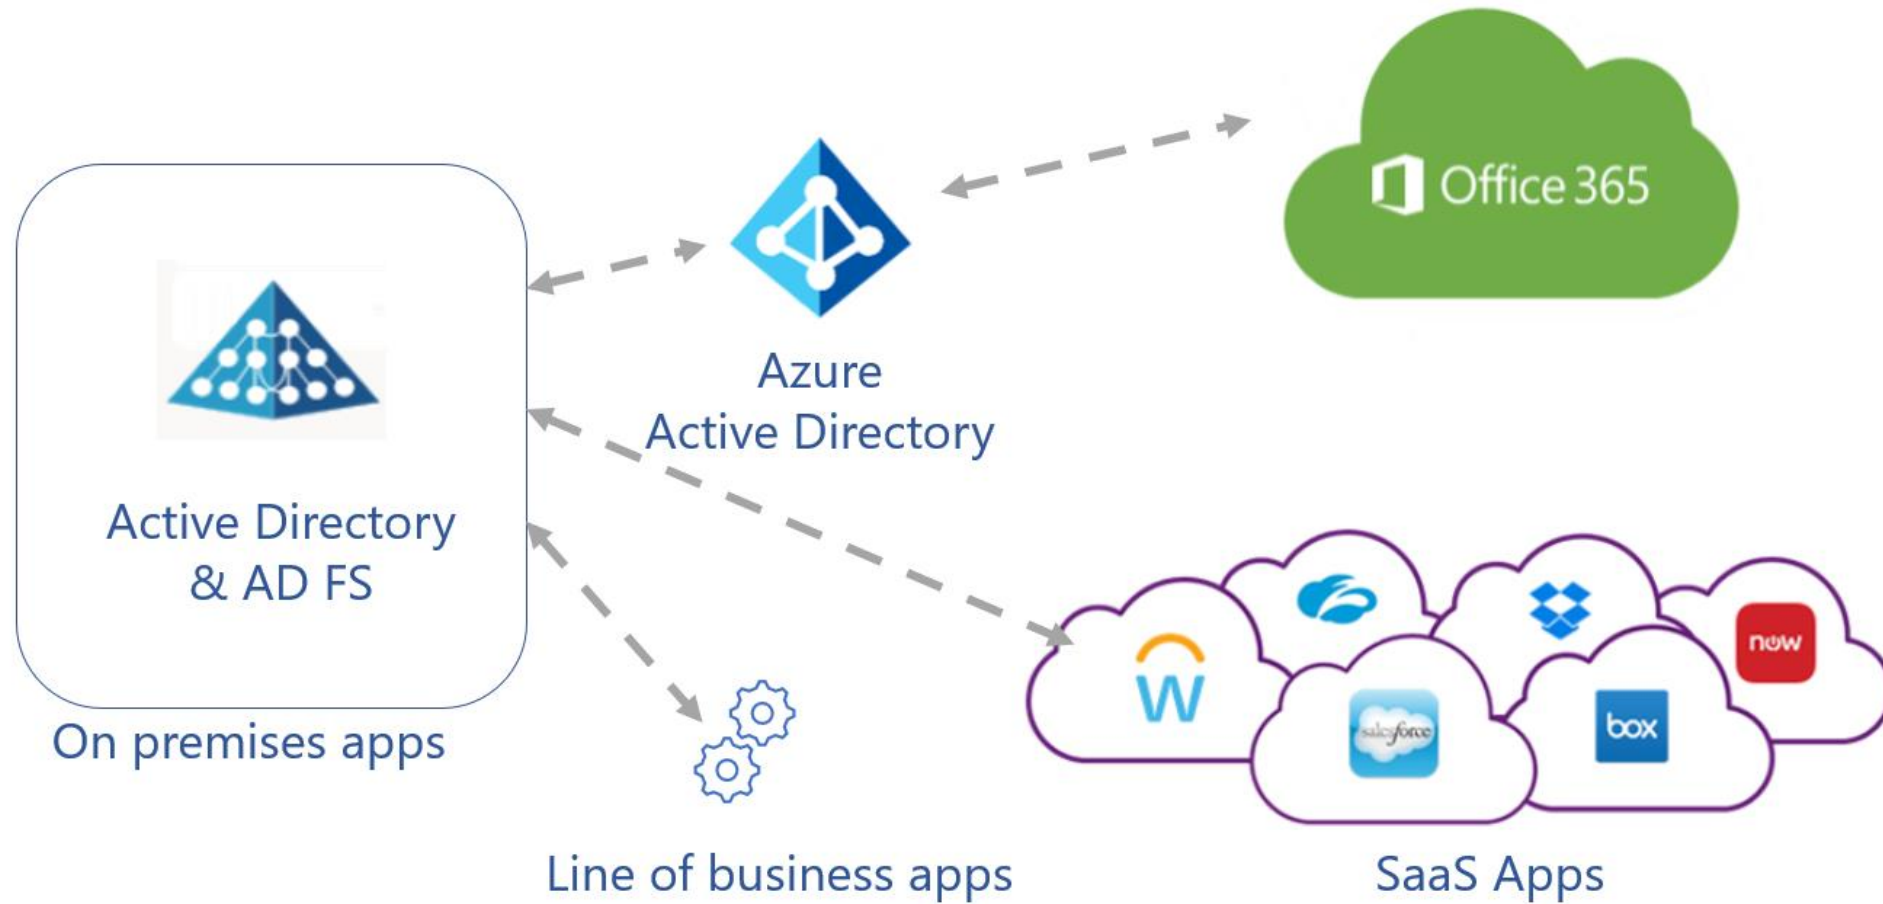 Office 365
Azure
Active Directory
Active Directory
& AD FS
On premises apps
now
W
salesforce
box
Line of business apps
SaaS Apps